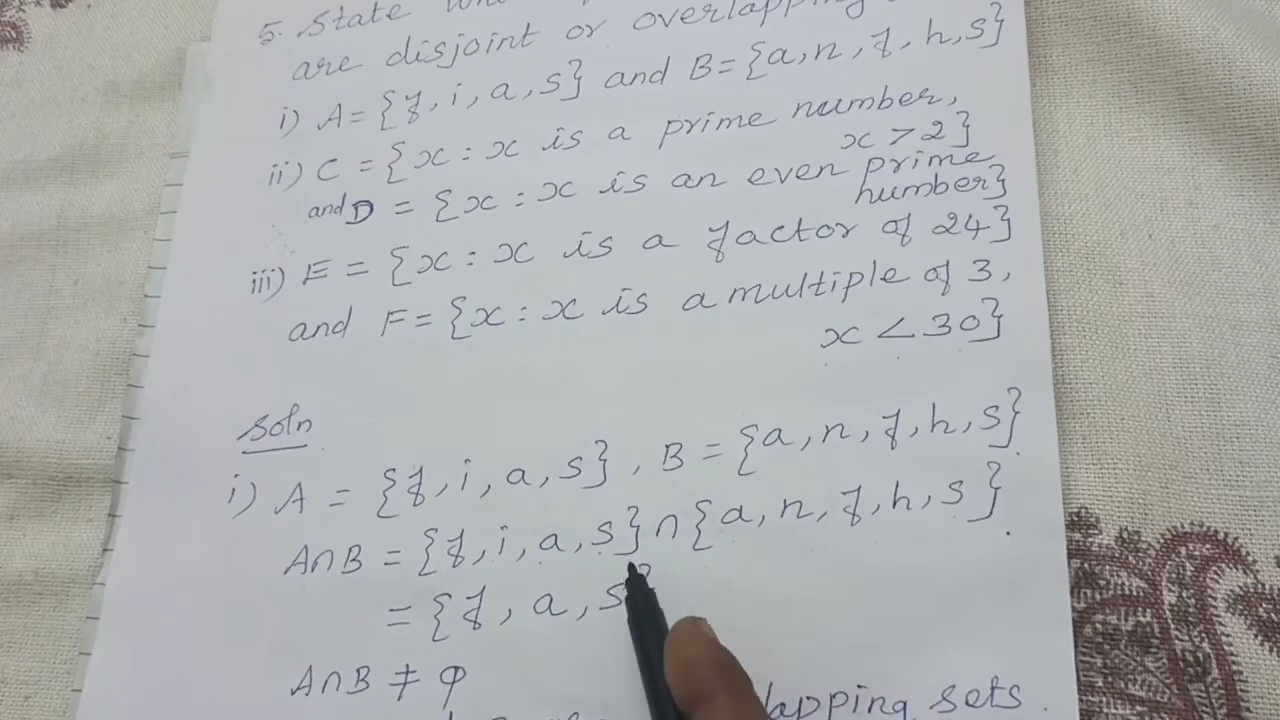 5. State
are disjoint or overlapping
i) A = {f, i, a, s} and B = {a, n, f, h, s}
ii) C = {x : x is a prime number,
x > 2}
and D = {x : x is an even prime
number}
iii) E = {x : x is a factor of 24}
and F = {x : x is a multiple of 3,
x < 30}
Soln
i) A = {f, i, a, s}, B = {a, n, f, h, s}.
A∩B = {f, i, a, s} ∩ {a, n, f, h, s}.
= {f, a, s}
A∩B ≠ φ
sets